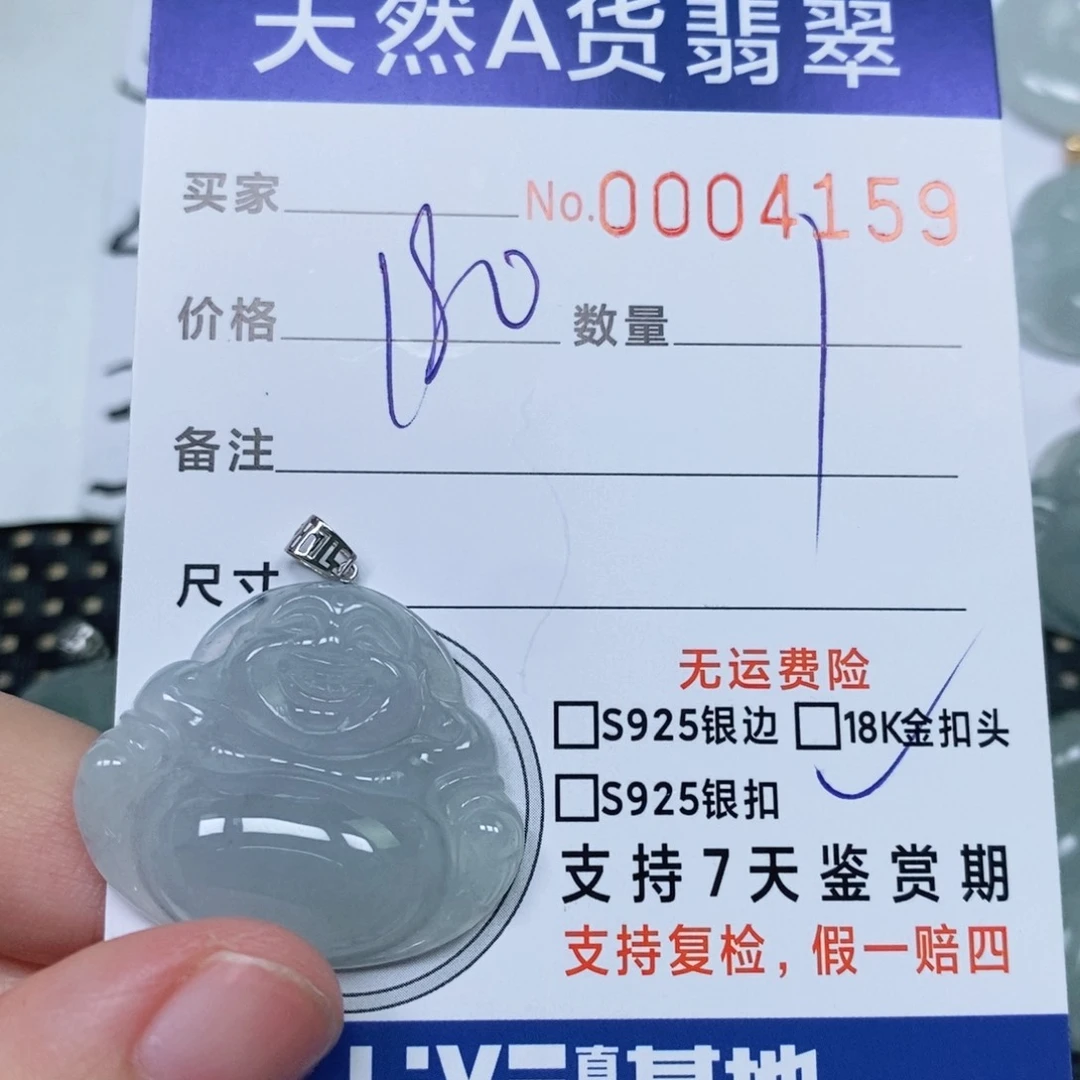 天然A货翡翠
买家 No.0004159
价格 180 数量 1
备注
尺寸
无运费险
S925银边 18K金扣头
S925银扣
支持7天鉴赏期
支持复检，假一赔四
直
基地